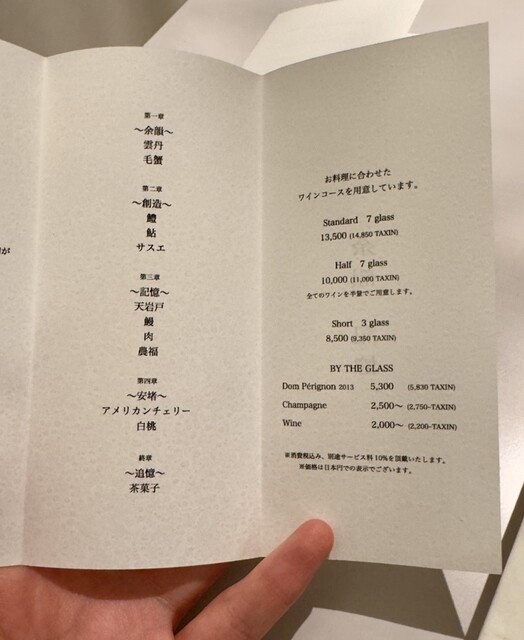 が
第一章
〜余韻〜
雲丹
毛蟹
第二章
〜創造〜
鱧
鮎
サスエ
第三章
〜記憶〜
天岩戸
鰻
肉
農福
第四章
〜安堵〜
アメリカンチェリー
白桃
終章
〜追憶〜
茶菓子
お料理に合わせた
ワインコースを用意しています。
Standard 7 glass
13,500 (14,850 TAXIN)
Half 7 glass
10,000 (11,000 TAXIN)
全てのワインを半量でご用意します。
Short 3 glass
8,500 (9,350 TAXIN)
BY THE GLASS
Dom Pérignon 2013 5,300 (5,830 TAXIN)
Champagne 2,500〜 (2,750~TAXIN)
Wine 2,000〜 (2,200~TAXIN)
※消費税込み、別途サービス料10%を頂戴いたします。
※価格は日本円での表示でございます。